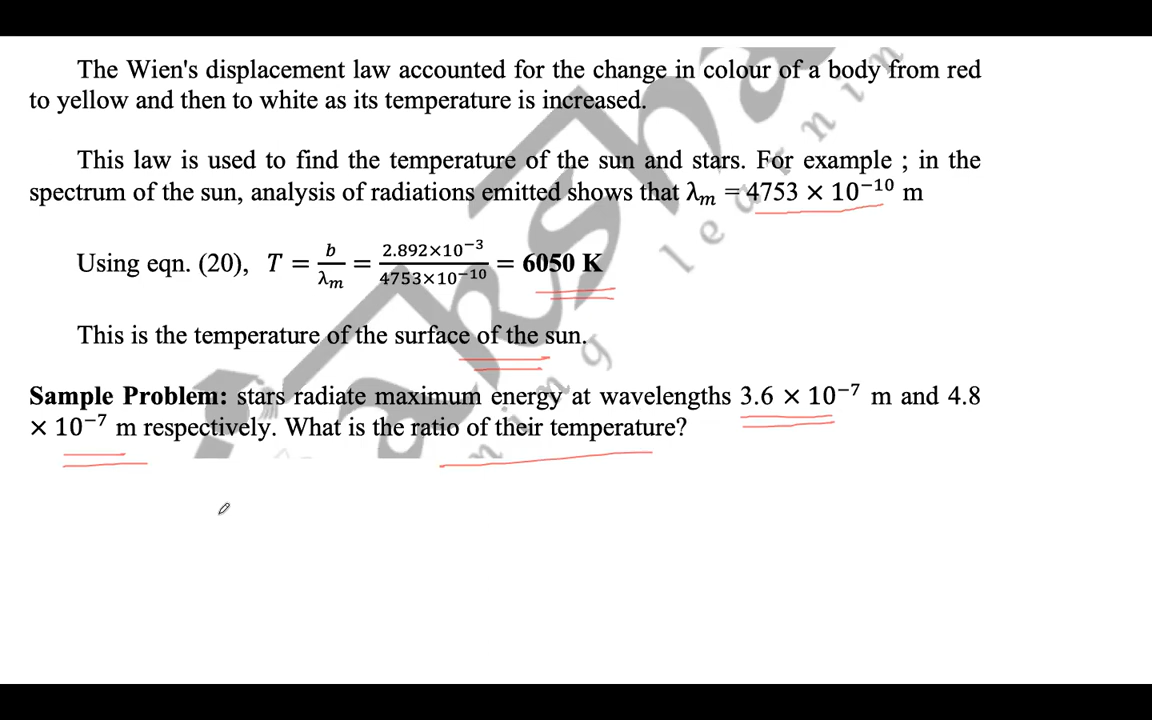 The Wien's displacement law accounted for the change in colour of a body from red
to yellow and then to white as its temperature is increased.
This law is used to find the temperature of the sun and stars. For example ; in the
spectrum of the sun, analysis of radiations emitted shows that λₘ = 4753 × 10⁻¹⁰ m
Using eqn. (20), T = b/λₘ = 2.892×10⁻³/4753×10⁻¹⁰ = 6050 K
This is the temperature of the surface of the sun.
Sample Problem: stars radiate maximum energy at wavelengths 3.6 × 10⁻⁷ m and 4.8
× 10⁻⁷ m respectively. What is the ratio of their temperature?